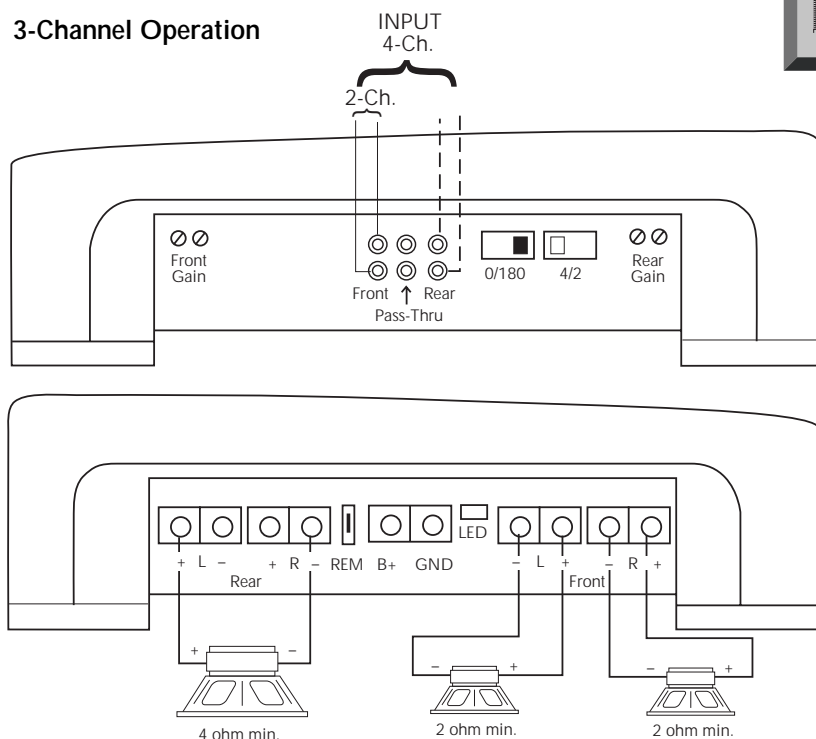 3-Channel Operation
INPUT
4-Ch.
2-Ch.
Front
Gain
Front ↑ Rear
Pass-Thru
0/180
4/2
Rear
Gain
LED
+ L – + R – REM B+ GND – L + – R +
Rear
Front
+ –
4 ohm min.
– +
2 ohm min.
– +
2 ohm min.